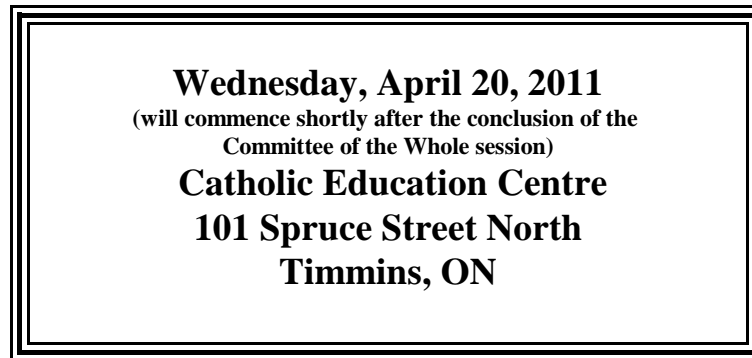 Wednesday, April 20, 2011
(will commence shortly after the conclusion of the
Committee of the Whole session)
Catholic Education Centre
101 Spruce Street North
Timmins, ON